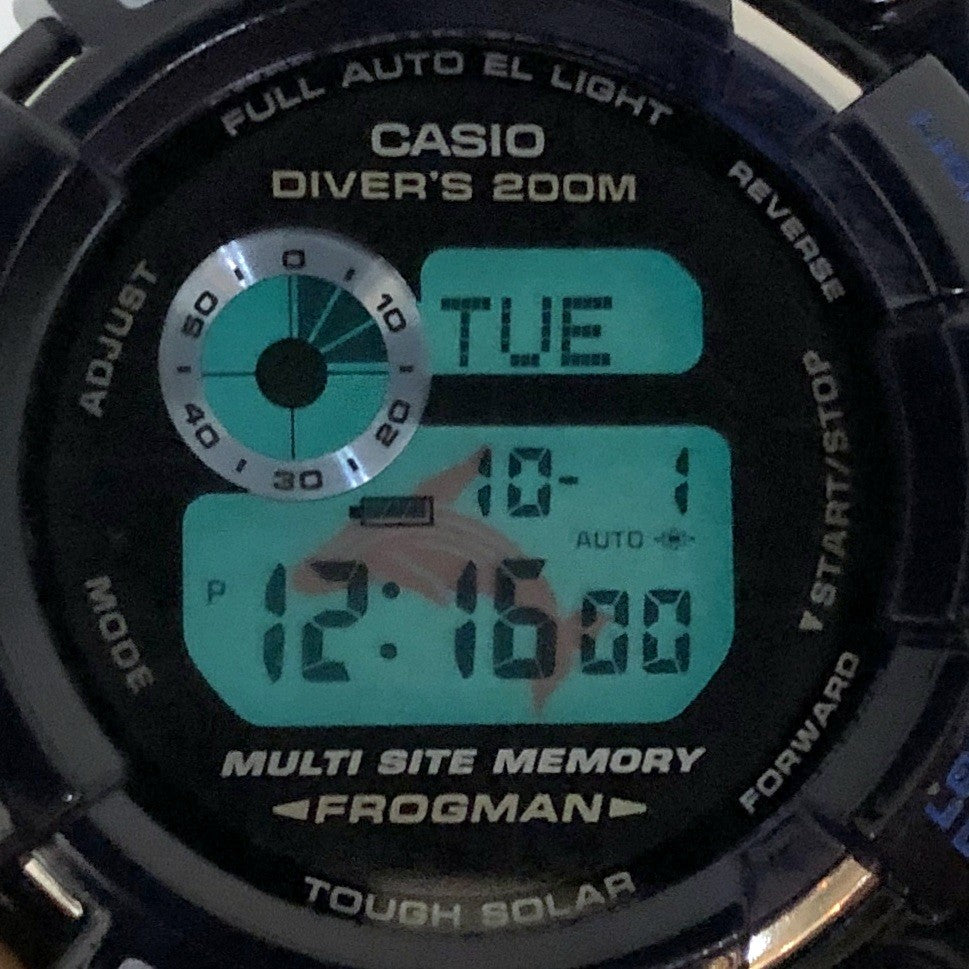 FULL AUTO EL LIGHT
CASIO
DIVER'S 200M
REVERSE
ADJUST
0
10
20
30
40
50
TUE
10- 1
AUTO
P 12:16 00
▼START/STOP
MODE
FORWARD
MULTI SITE MEMORY
◄FROGMAN►
TOUGH SOLAR